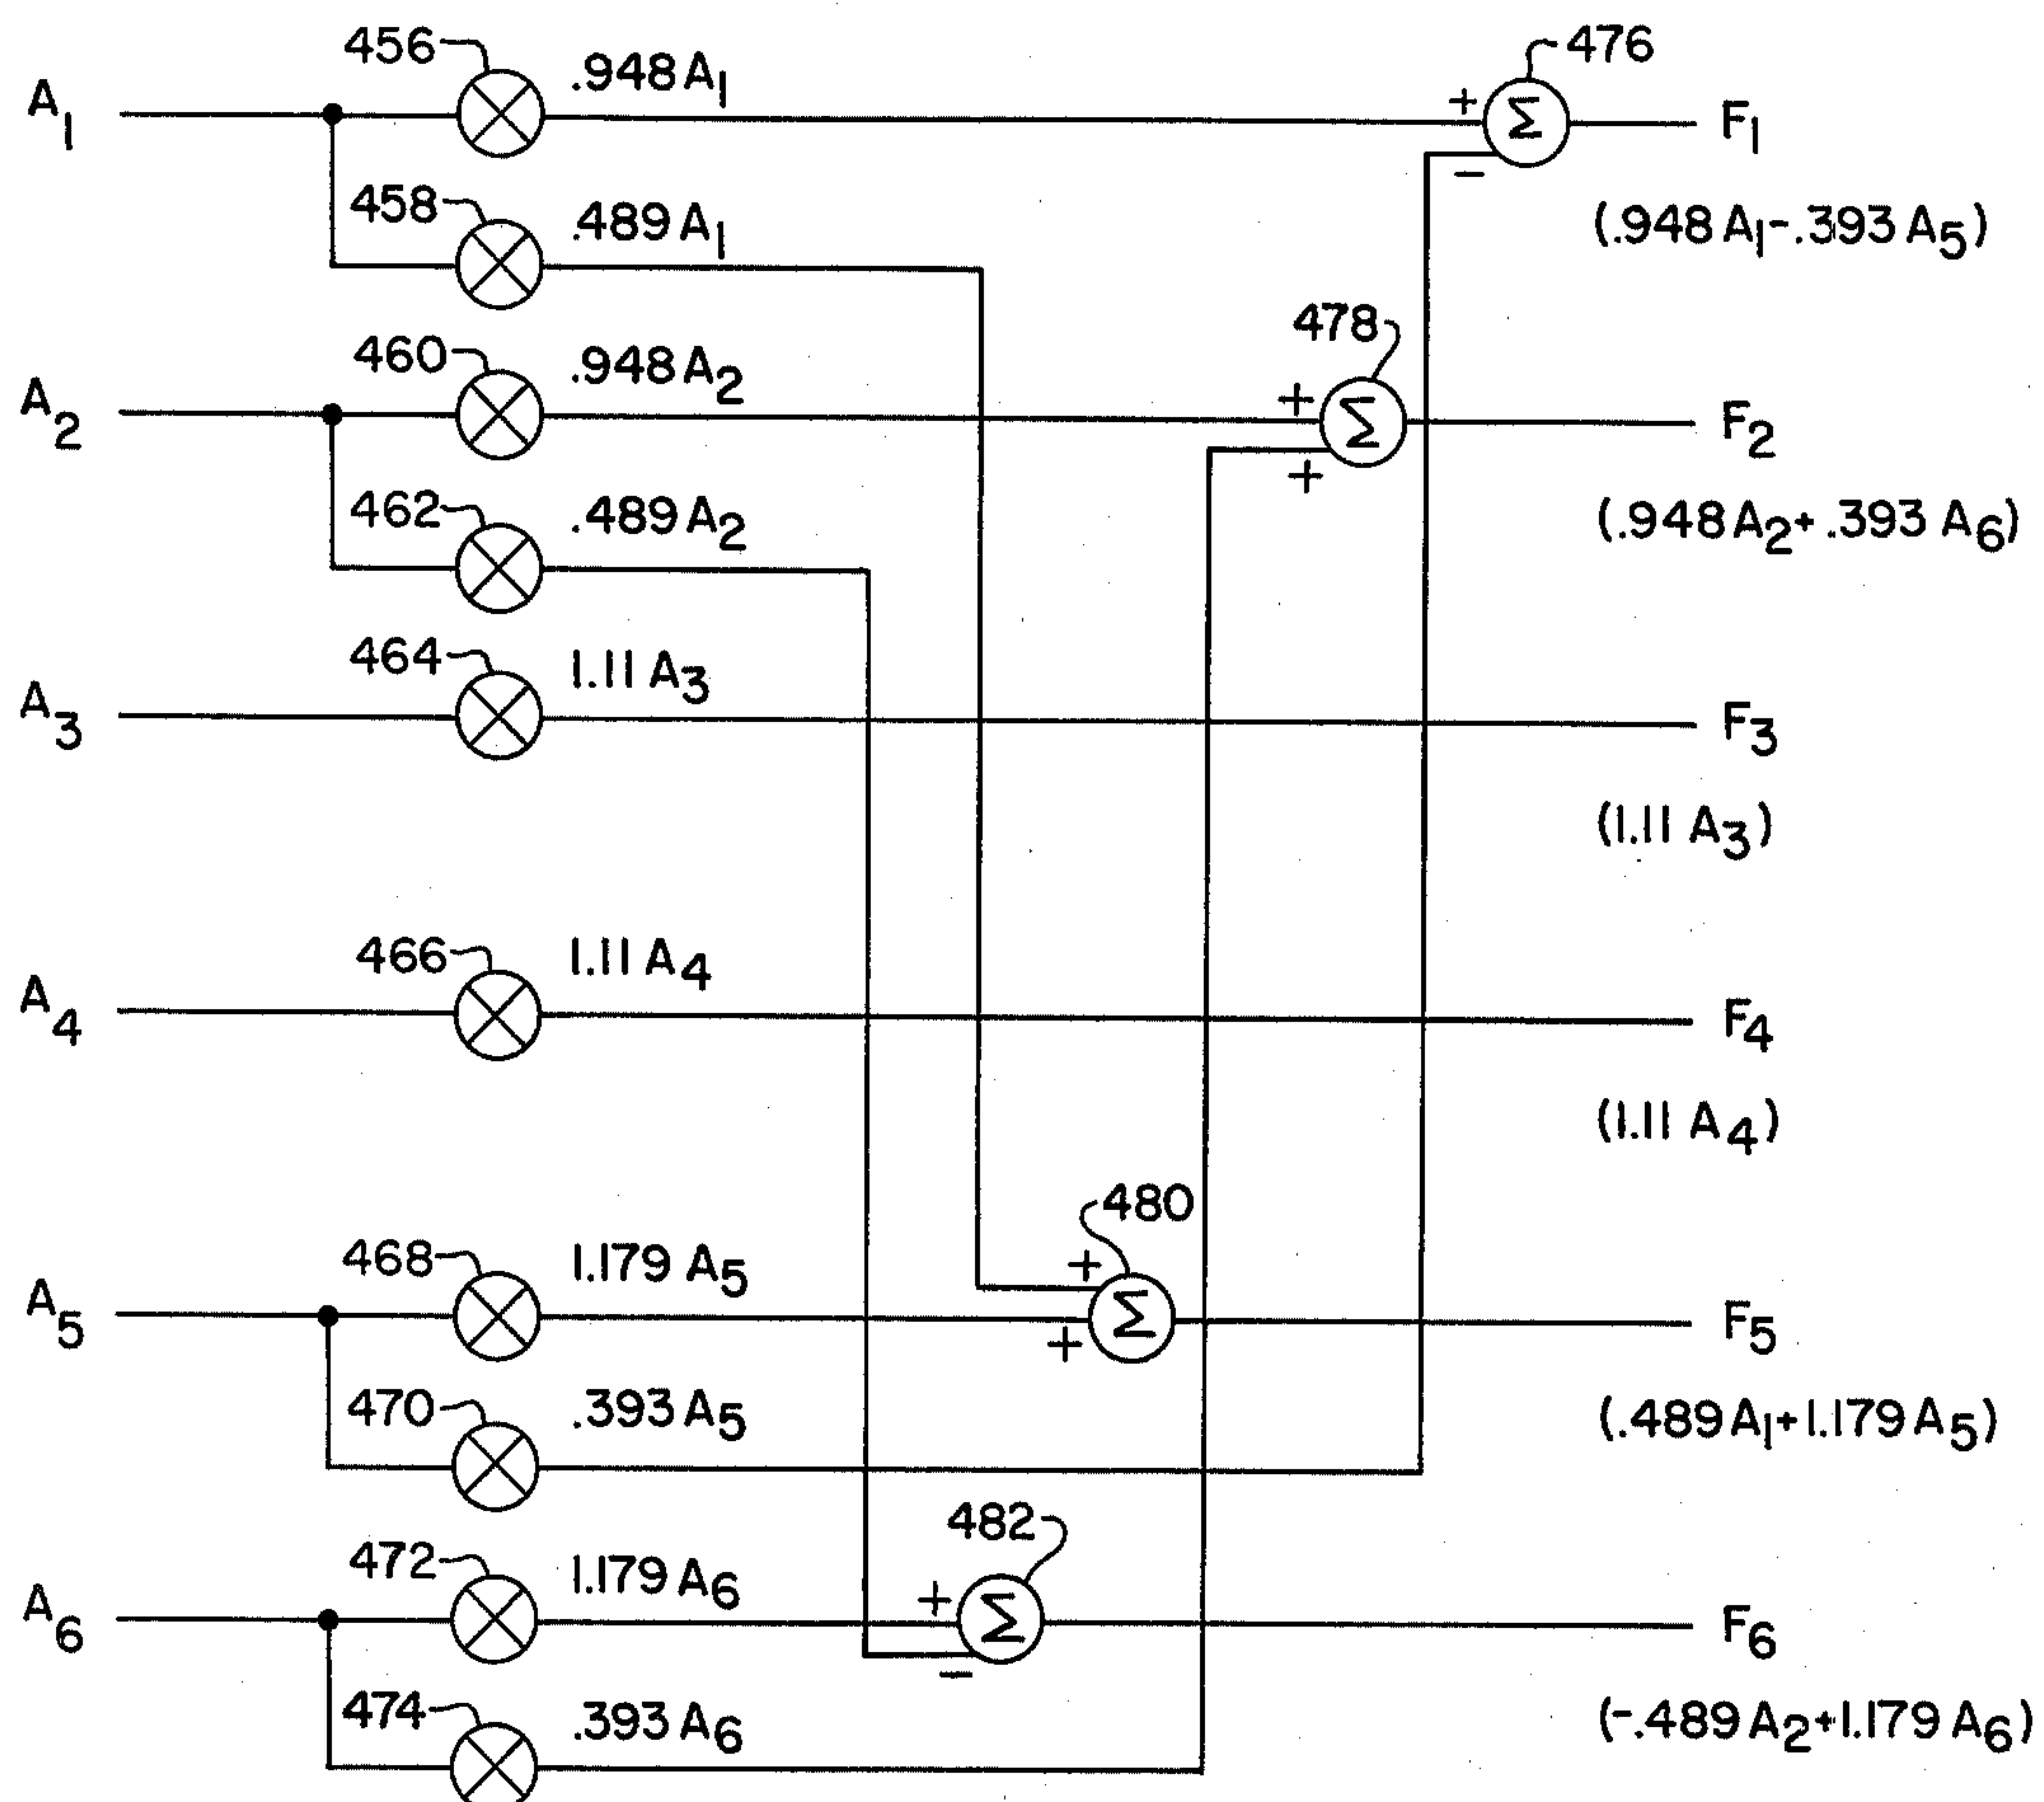 456
.948 A1
476
A1
+
Σ
F1
−
458
.489 A1
(.948 A1-.393 A5)
478
460
.948 A2
A2
+
Σ
F2
+
462
.489 A2
(.948 A2+ .393 A6)
464
1.11 A3
A3
F3
(1.11 A3)
466
1.11 A4
A4
F4
(1.11 A4)
480
468
1.179 A5
+
A5
Σ
F5
+
470
.393 A5
(.489 A1+1.179 A5)
482
472
1.179 A6
+
A6
Σ
F6
−
474
.393 A6
(-.489 A2+1.179 A6)